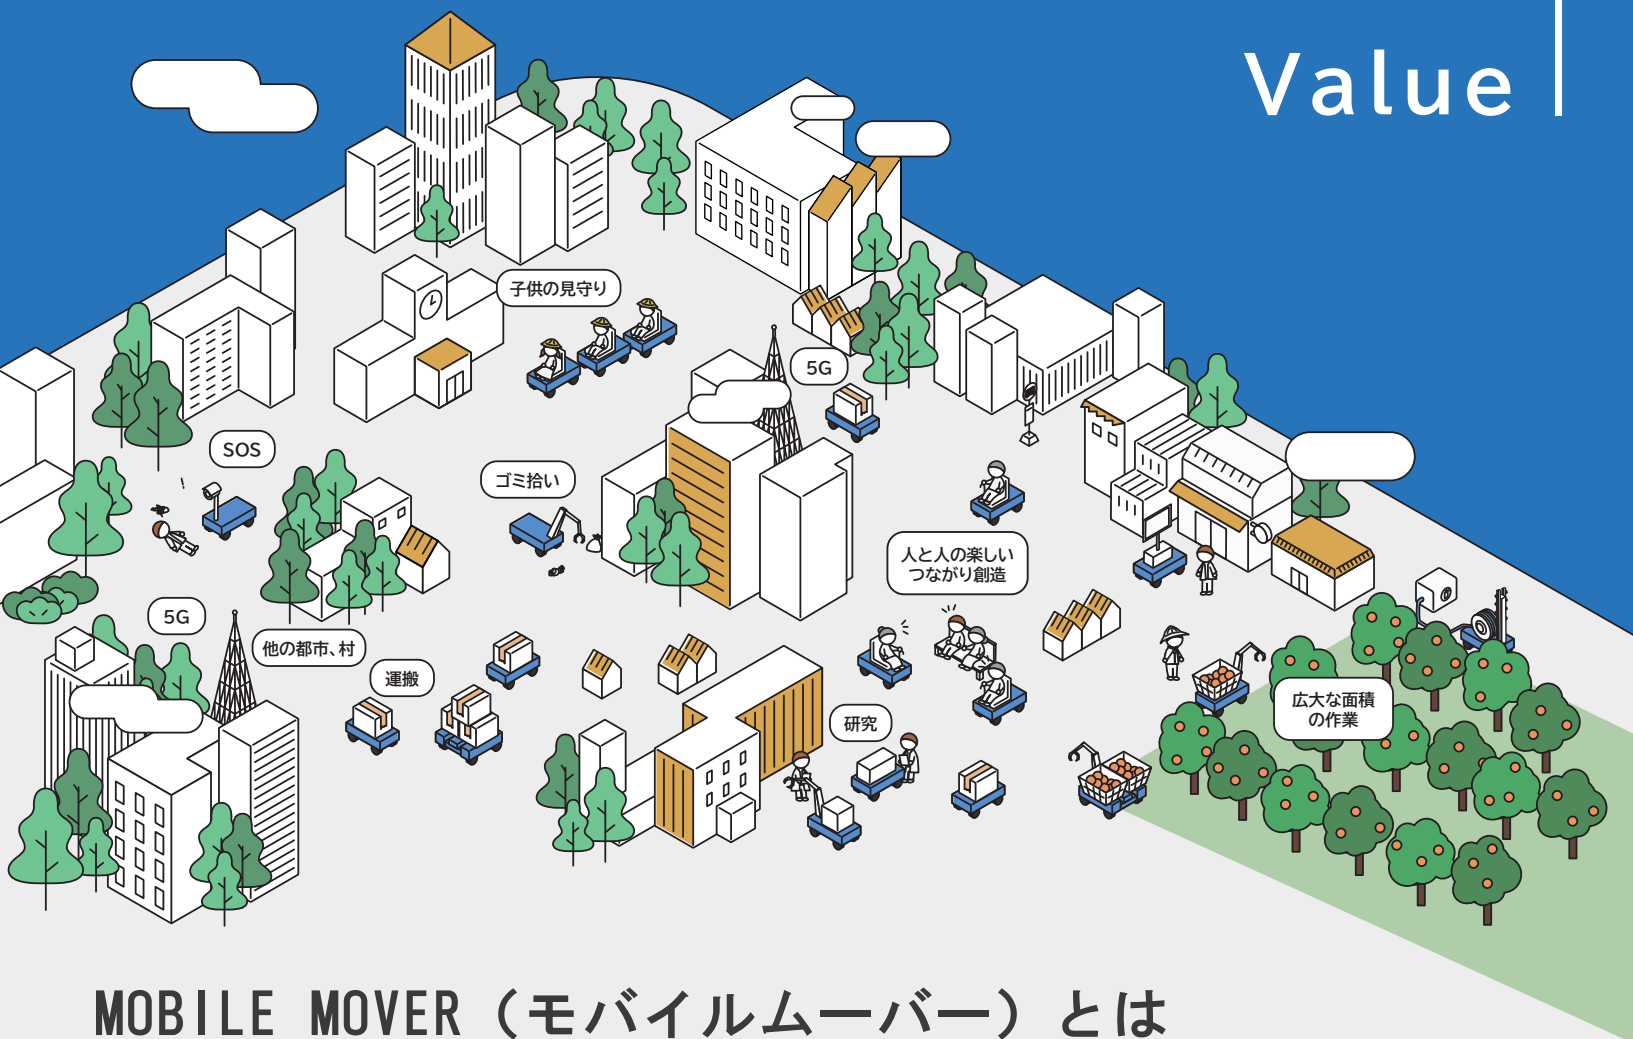 Value
子供の見守り
5G
SOS
ゴミ拾い
人と人の楽しい
つながり創造
5G
他の都市、村
運搬
研究
広大な面積
の作業
MOBILE MOVER（モバイルムーバー）とは